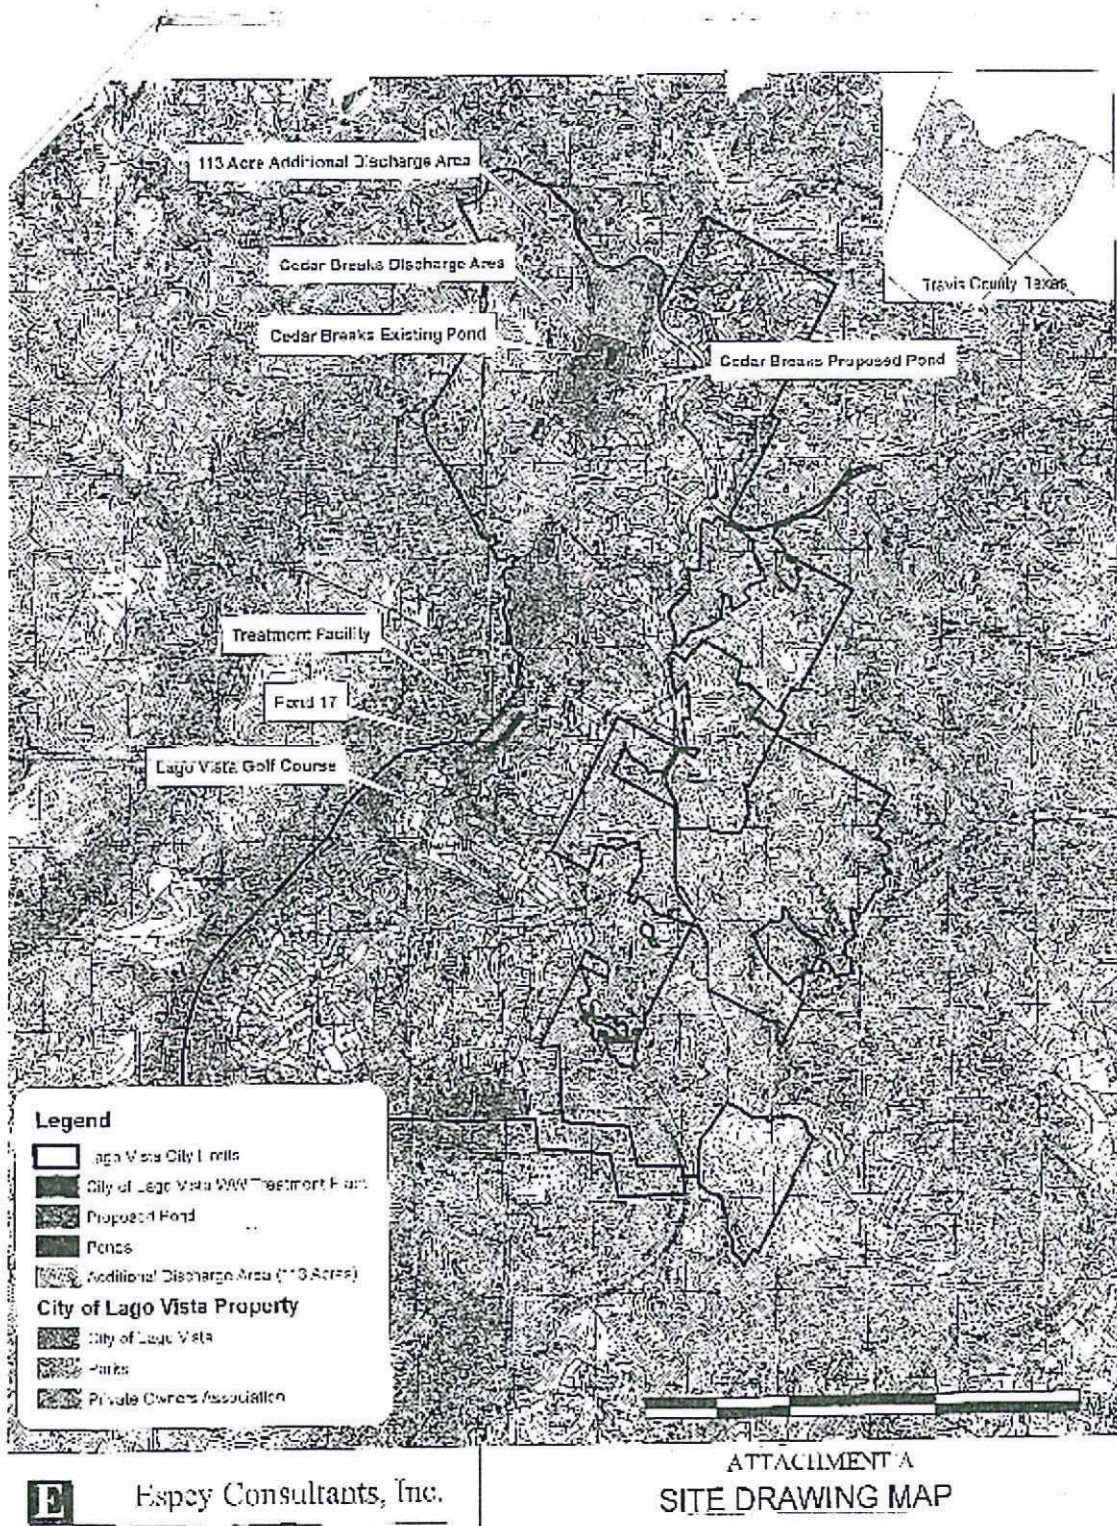 113 Acre Additional Discharge Area
Cedar Breaks Discharge Area
Cedar Breaks Existing Pond
Cedar Breaks Proposed Pond
Travis County, Texas
Treatment Facility
Pond 17
Lago Vista Golf Course
Legend
Lago Vista City Limits
City of Lago Vista WW Treatment Plant
Proposed Pond
Ponds
Additional Discharge Area (113 Acres)
City of Lago Vista Property
City of Lago Vista
Parks
Private Owners Association
E
Espey Consultants, Inc.
ATTACHMENT A
SITE DRAWING MAP